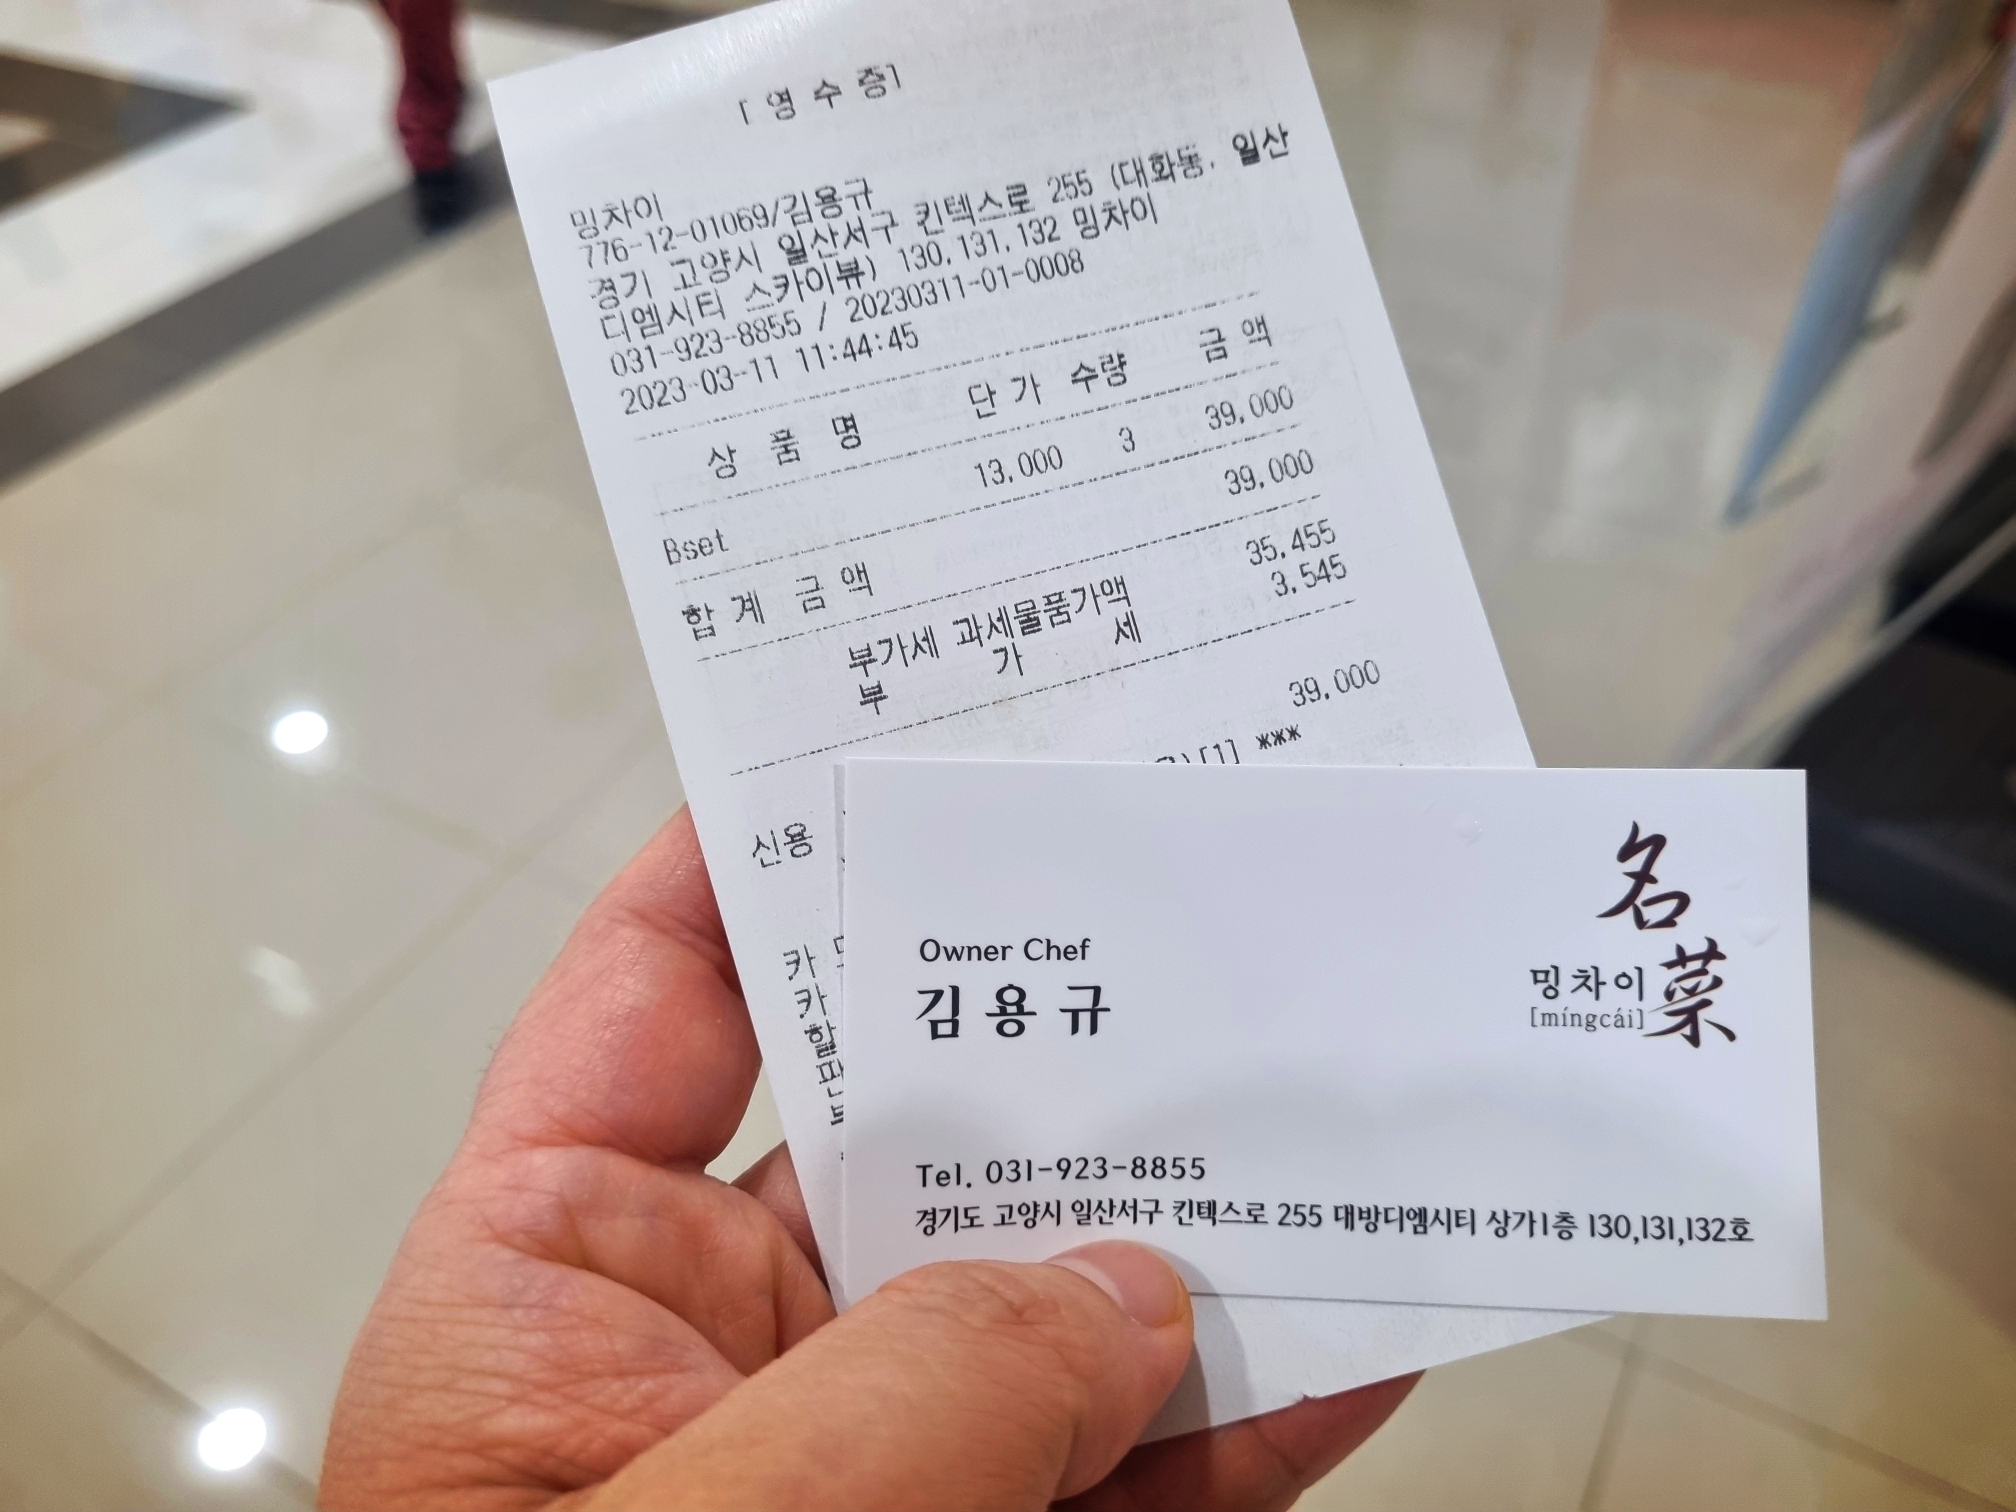 [영 수 증]
밍차이
776-12-01069/김용규
경기 고양시 일산서구 킨텍스로 255 (대화동, 일산
디엠시티 스카이뷰) 130,131,132 밍차이
031-923-8855 / 20230311-01-0008
2023-03-11 11:44:45
상 품 명 단 가 수량 금 액
Bset 13,000 3 39,000
합 계 금 액 39,000
부가세 과세물품가액 35,455
부 가 세 3,545
39,000
[1] ***
신용
카
카
할
名菜
밍차이
[míngcái]
Owner Chef
김용규
Tel. 031-923-8855
경기도 고양시 일산서구 킨텍스로 255 대방디엠시티 상가1층 130,131,132호